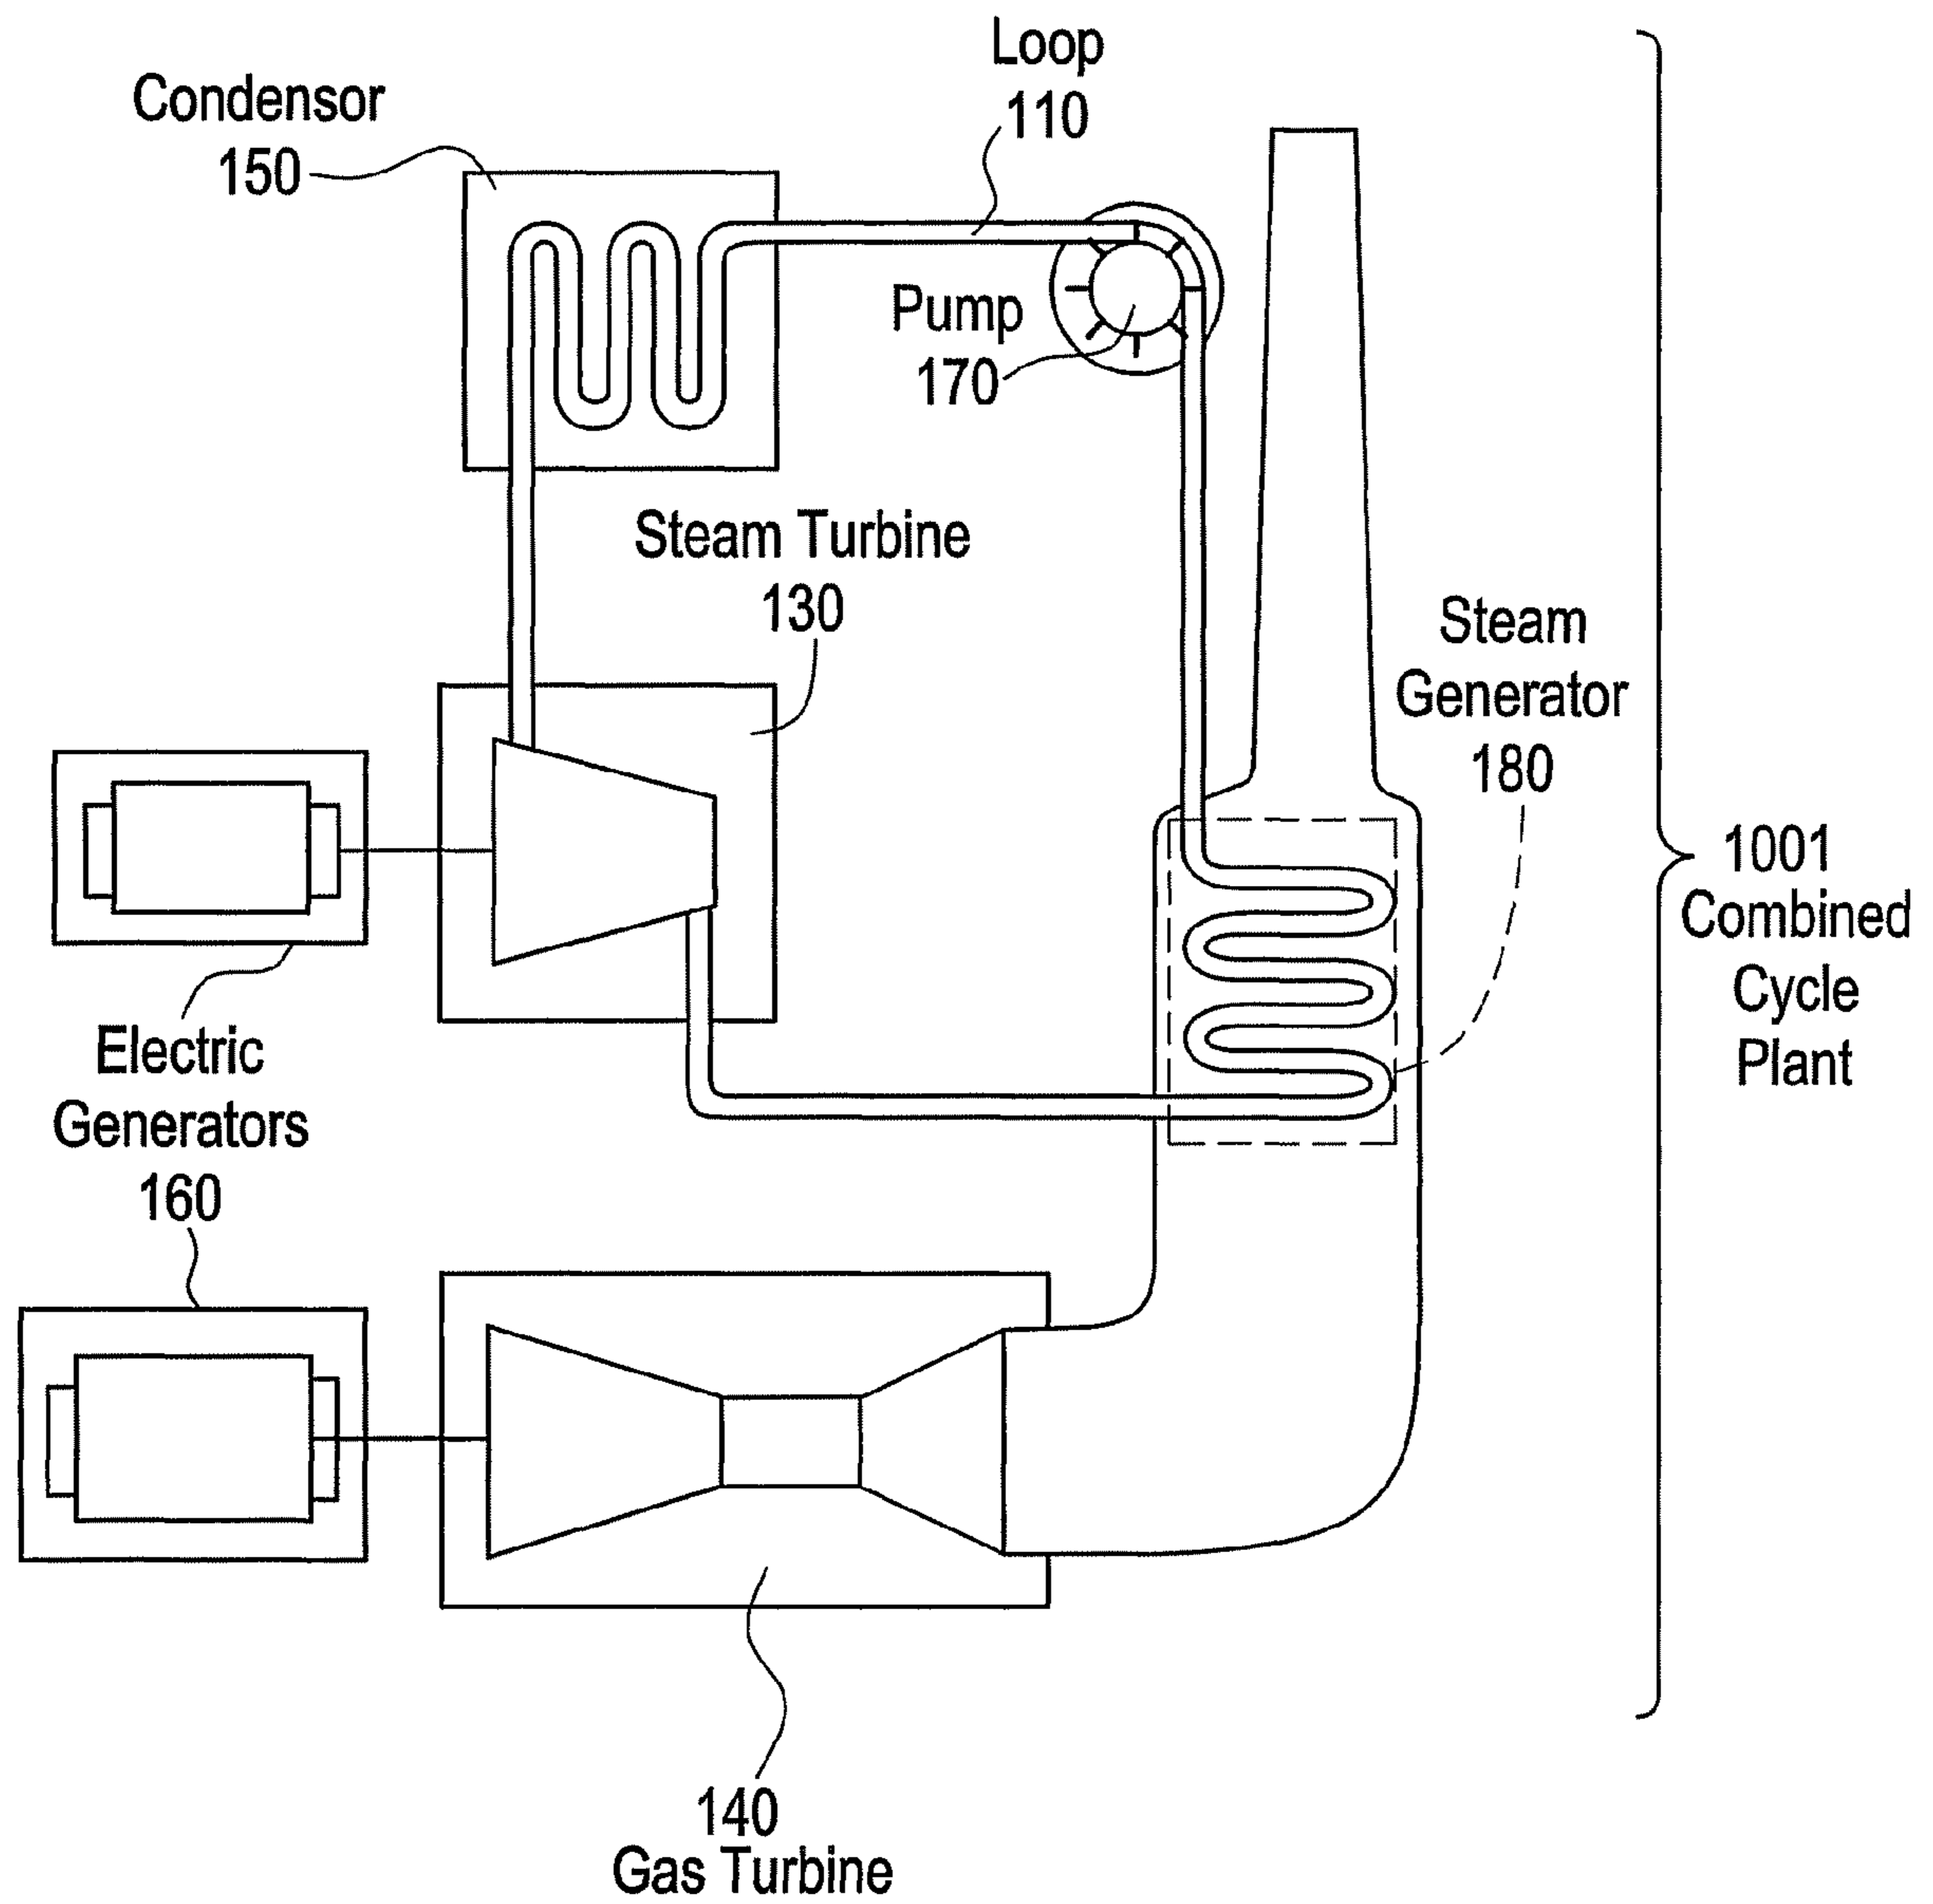 Loop
110
Condensor
150
Pump
170
Steam Turbine
130
Steam
Generator
180
1001
Combined
Cycle
Plant
Electric
Generators
160
140
Gas Turbine